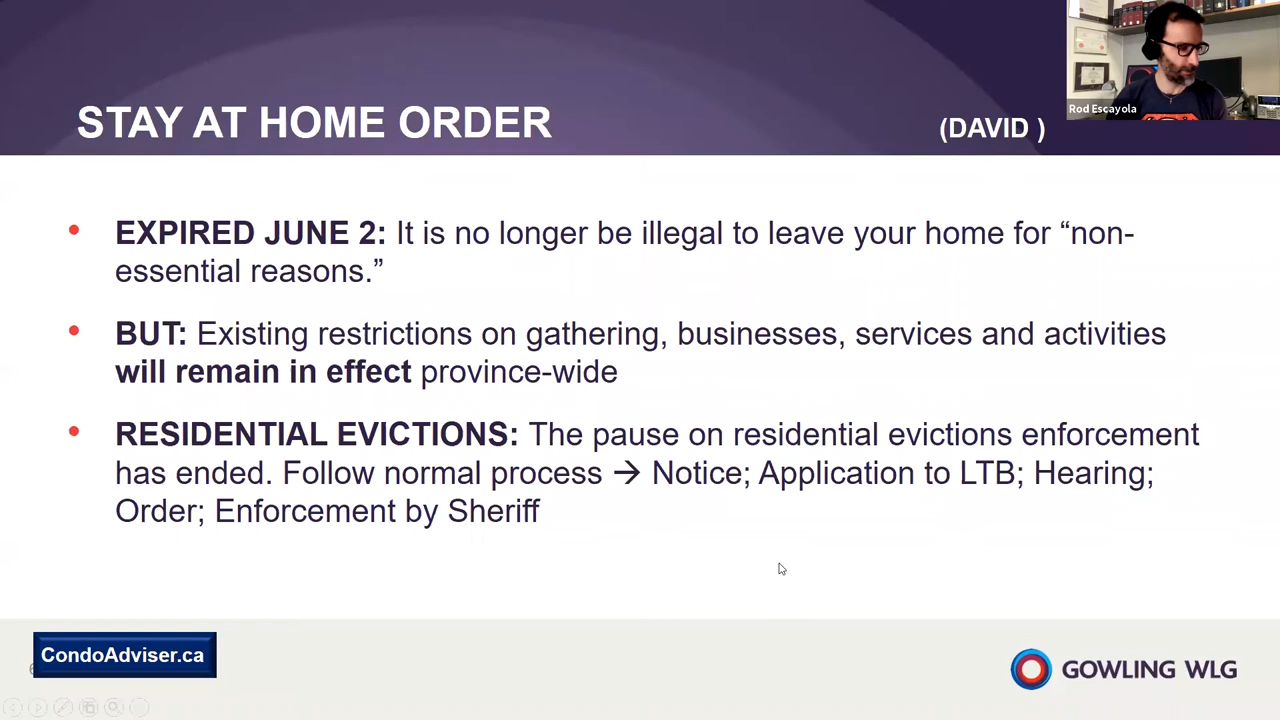 STAY AT HOME ORDER
(DAVID )
Rod Escayola
• EXPIRED JUNE 2: It is no longer be illegal to leave your home for “non-
essential reasons.”
• BUT: Existing restrictions on gathering, businesses, services and activities
will remain in effect province-wide
• RESIDENTIAL EVICTIONS: The pause on residential evictions enforcement
has ended. Follow normal process → Notice; Application to LTB; Hearing;
Order; Enforcement by Sheriff
CondoAdviser.ca
GOWLING WLG